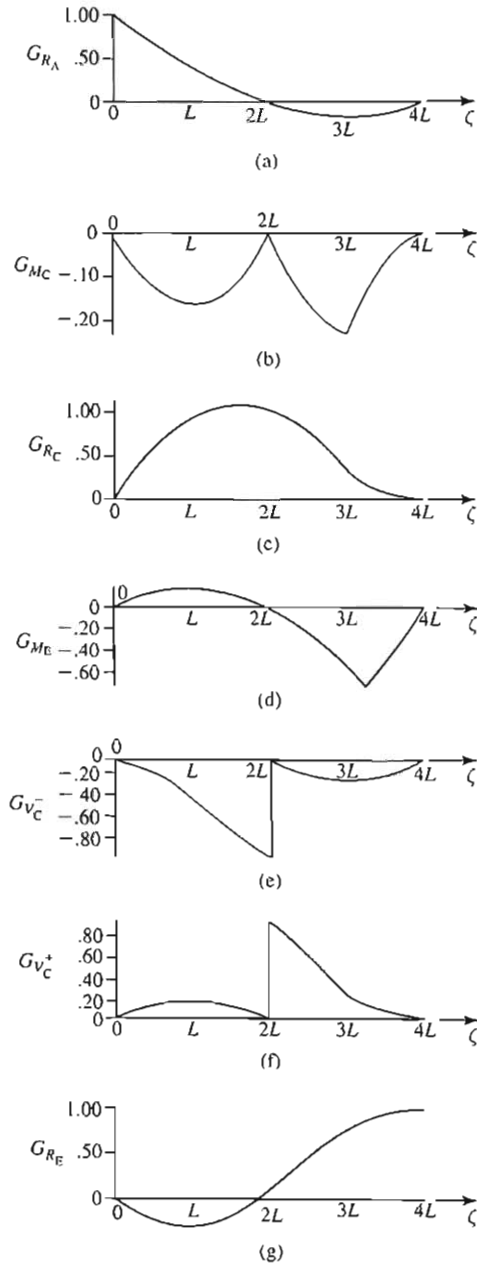 1.00
G_{R_A} .50
0
0 L 2L 3L 4L ζ
(a)
0 2L
0 L 3L 4L ζ
G_{M_C} −.10
−.20
(b)
1.00
G_{R_C} .50
0
0 L 2L 3L 4L ζ
(c)
0
0 L 2L 3L 4L ζ
−.20
G_{M_E} −.40
−.60
(d)
0
0 L 2L 3L 4L ζ
−.20
−.40
G_{V_C^-} −.60
−.80
(e)
.80
G_{V_C^+} .60
.40
.20
0
0 L 2L 3L 4L ζ
(f)
1.00
G_{R_E} .50
0
0 L 2L 3L 4L ζ
(g)